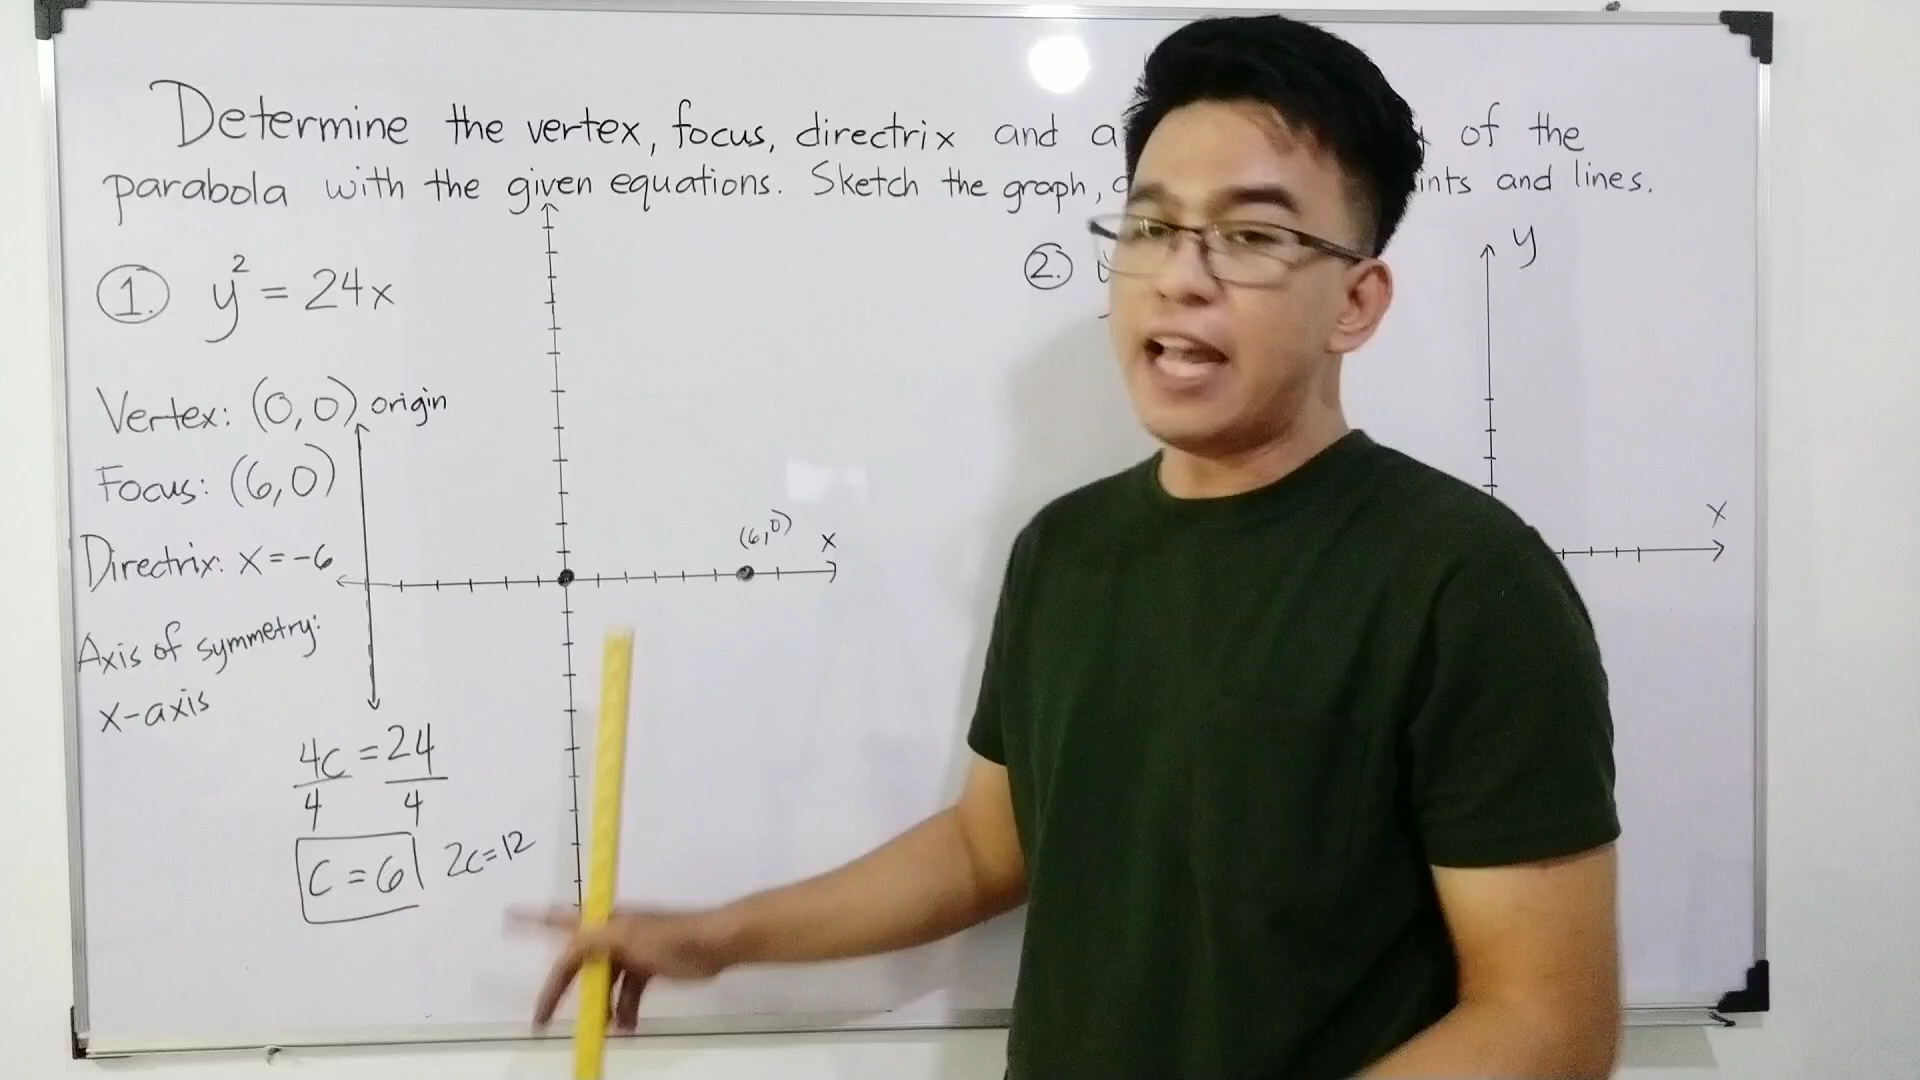 Determine the vertex, focus, directrix and of the
parabola with the given equations. Sketch the graph, and lines.
1. y² = 24x
Vertex: (0,0) origin
Focus: (6,0)
Directrix: x = -6
Axis of symmetry:
x-axis
4c = 24
4 4
c = 6 2c = 12
(6,0)
x
2.
y
x